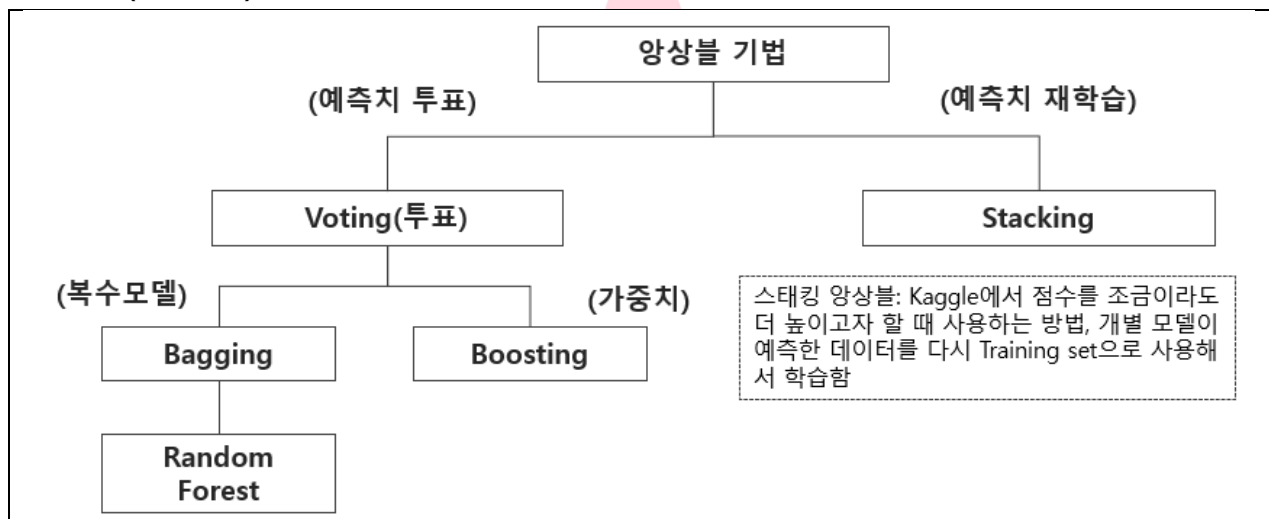 앙상블 기법
(예측치 투표)
(예측치 재학습)
Voting(투표)
Stacking
(복수모델)
(가중치)
Bagging
Boosting
스태킹 앙상블: Kaggle에서 점수를 조금이라도
더 높이고자 할 때 사용하는 방법, 개별 모델이
예측한 데이터를 다시 Training set으로 사용해
서 학습함
Random
Forest